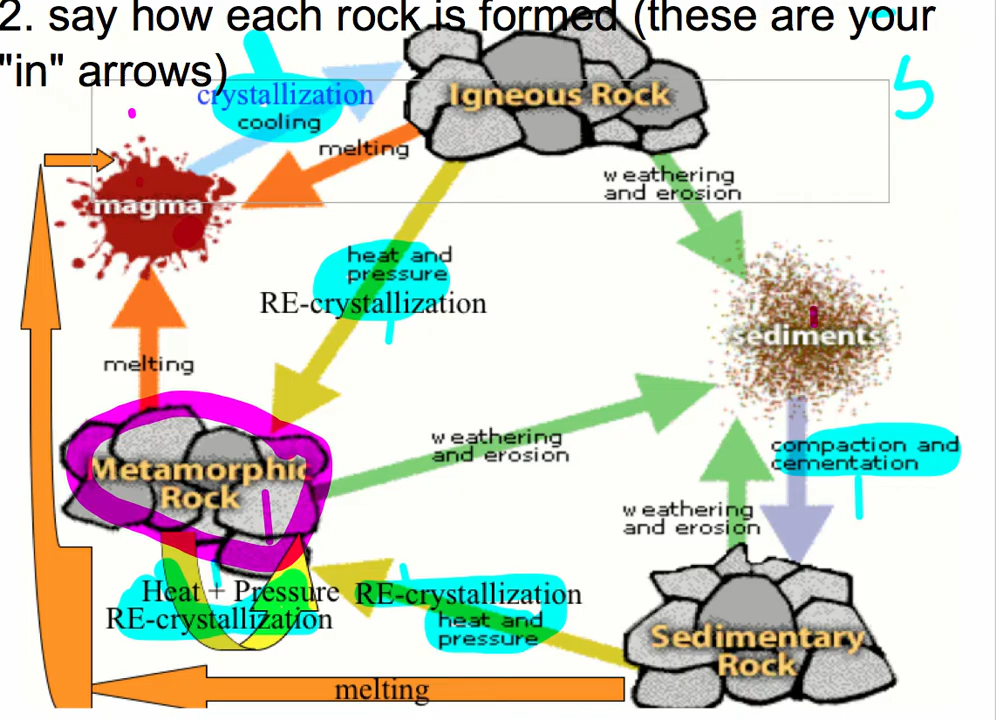 2. say how each rock is formed (these are your
"in" arrows)
5
crystallization
cooling
Igneous Rock
melting
weathering
and erosion
magma
heat and
pressure
RE-crystallization
sediments
melting
weathering
and erosion
compaction and
cementation
Metamorphic
Rock
weathering
and erosion
Heat + Pressure
RE-crystallization
RE-crystallization
heat and
pressure
Sedimentary
Rock
melting